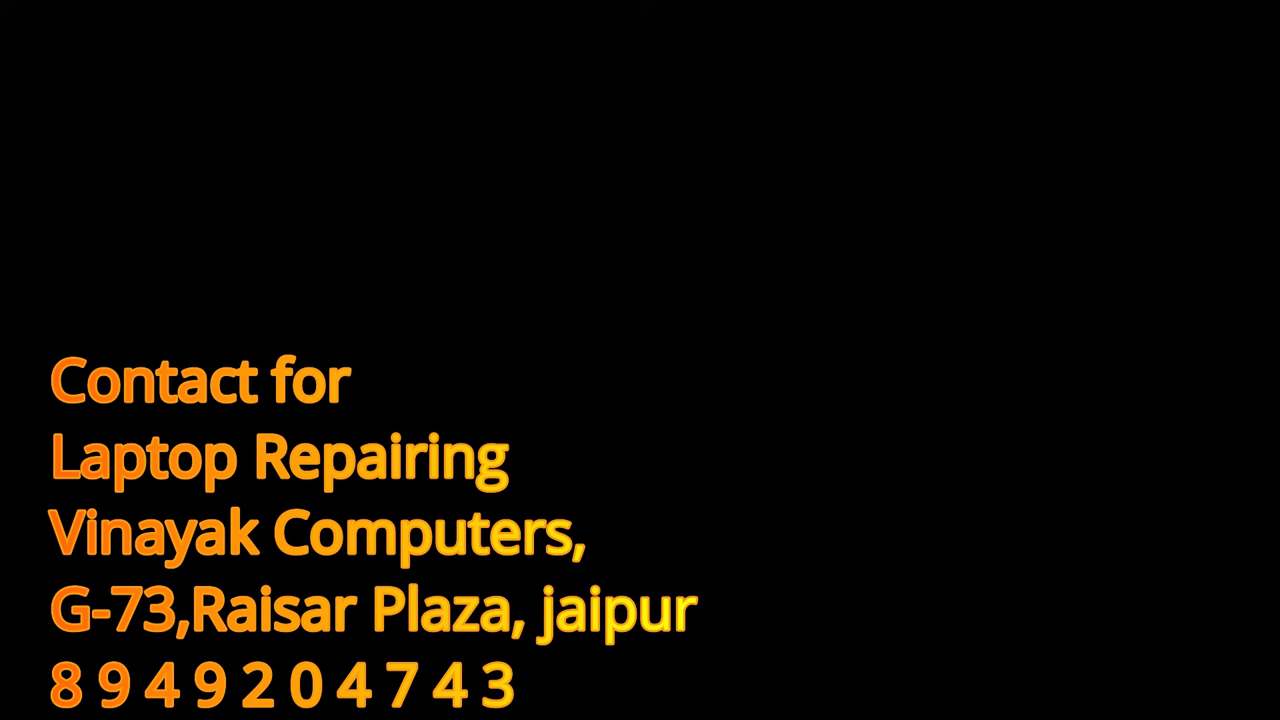 Contact for
Laptop Repairing
Vinayak Computers,
G-73,Raisar Plaza, jaipur
8 9 4 9 2 0 4 7 4 3